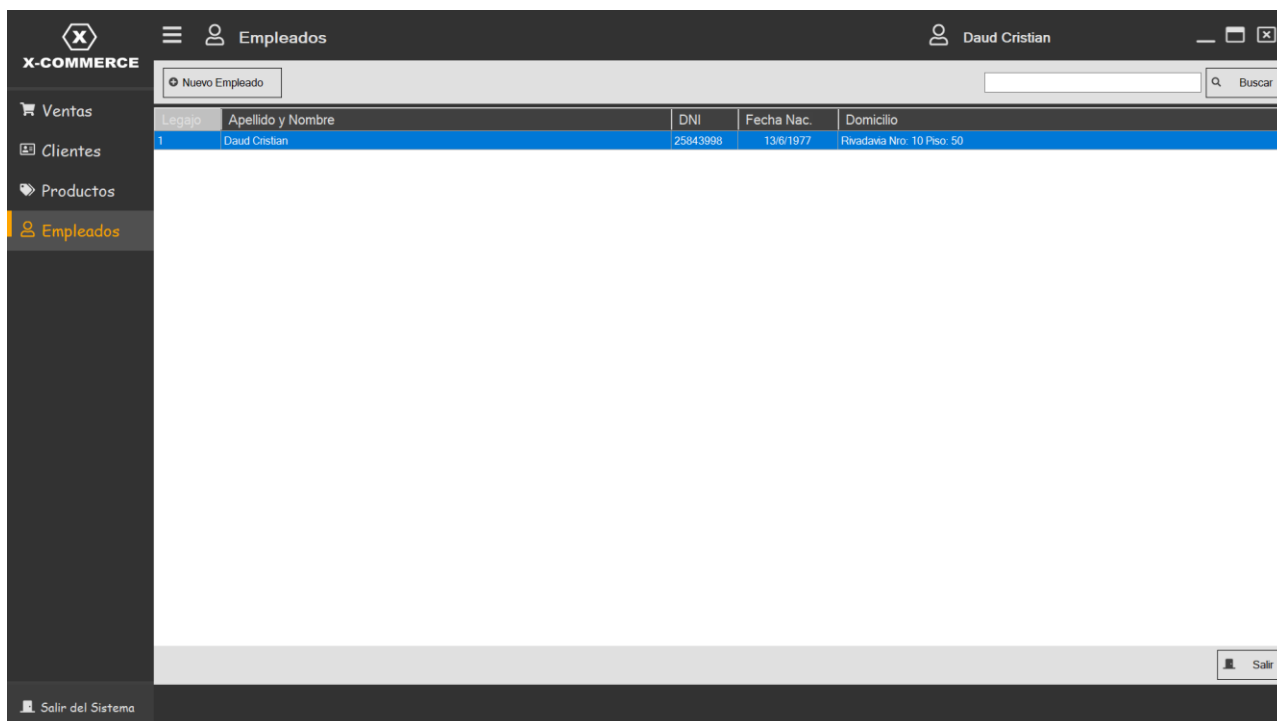 X
X-COMMERCE
Empleados
Daud Cristian
Nuevo Empleado
Buscar
Ventas
Clientes
Productos
Empleados
Legajo Apellido y Nombre DNI Fecha Nac. Domicilio
1 Daud Cristian 25843998 13/6/1977 Rivadavia Nro: 10 Piso: 50
Salir
Salir del Sistema